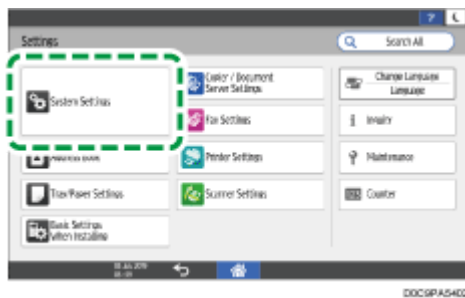 ?
Settings
Search All
System Settings
Copier / Document
Server Settings
Change Language
Language
Fax Settings
Inquiry
Address Book
Printer Settings
Maintenance
Tray/Paper Settings
Scanner Settings
Counter
Basic Settings
When Installing
D0C9PA5402